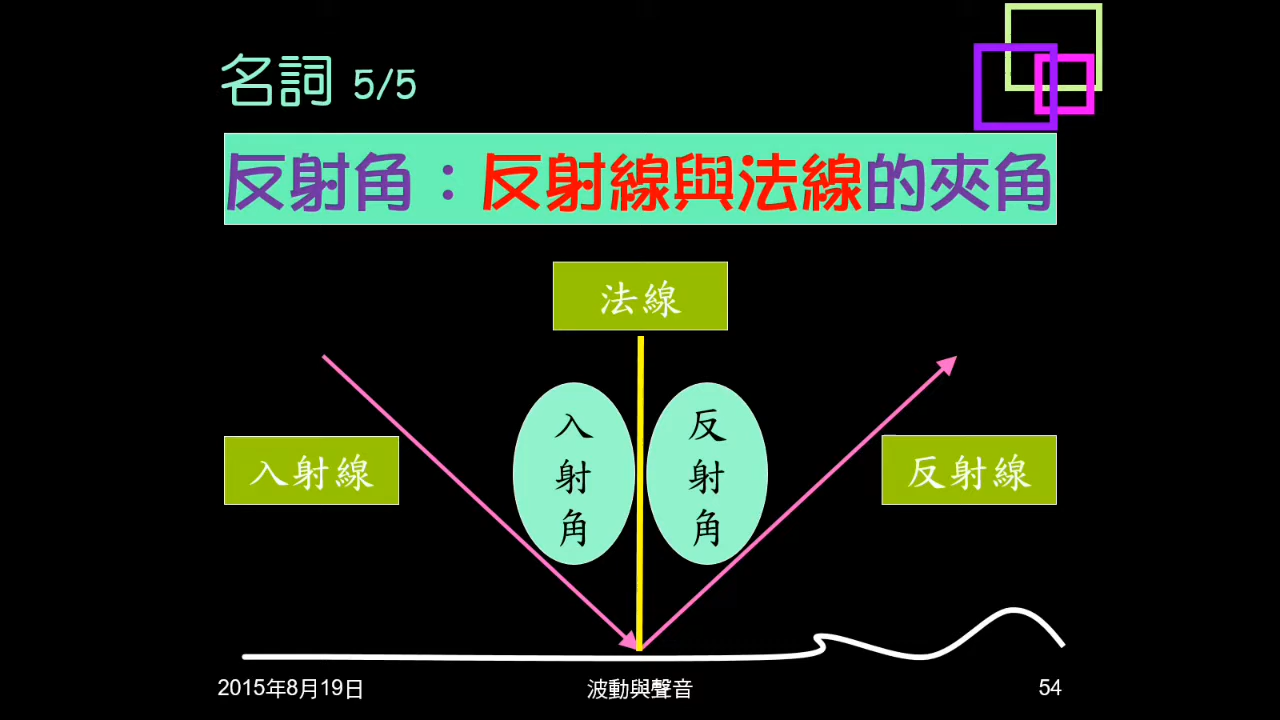 名詞 5/5
反射角：反射線與法線的夾角
法線
入射角
反射角
入射線
反射線
2015年8月19日
波動與聲音
54